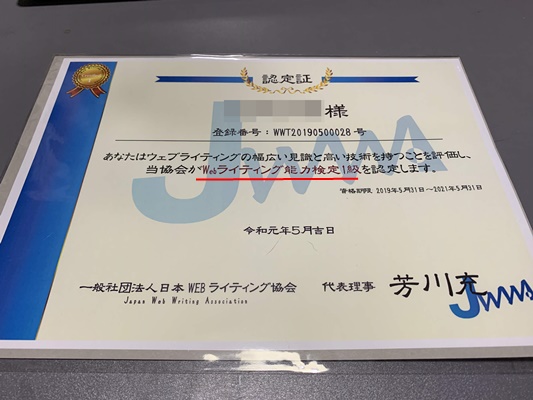 認定証
様
登録番号：WWT20190500028号
あなたはウェブライティングの幅広い見識と高い技術を持つことを評価し、
当協会がWebライティング能力検定1級を認定します。
資格期限 2019年5月31日～2021年5月31日
令和元年5月吉日
一般社団法人日本WEBライティング協会 代表理事 芳川充
Japan Web Writing Association
Jwwa
Jwwa